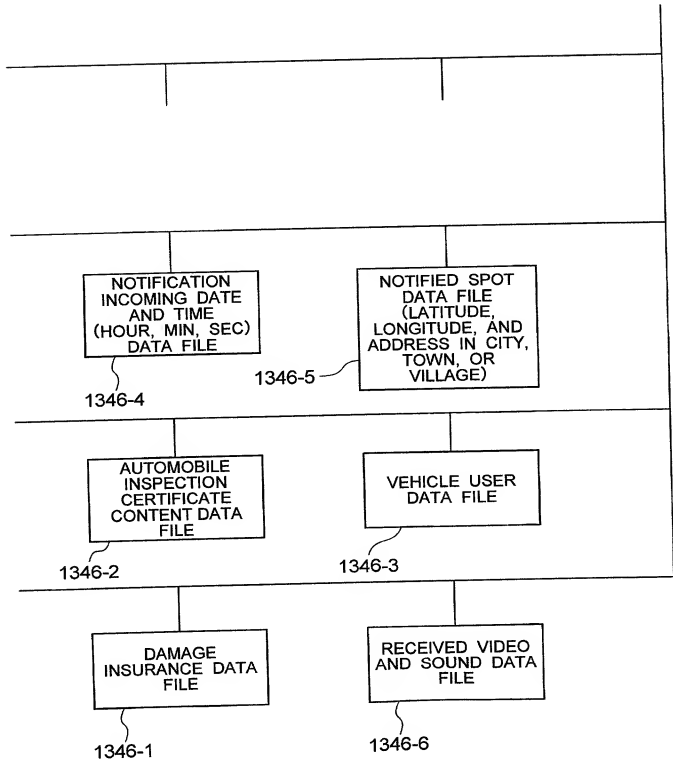 NOTIFICATION
INCOMING DATE
AND TIME
(HOUR, MIN, SEC)
DATA FILE
1346-4
NOTIFIED SPOT
DATA FILE
(LATITUDE,
LONGITUDE, AND
ADDRESS IN CITY,
TOWN, OR
VILLAGE)
1346-5
AUTOMOBILE
INSPECTION
CERTIFICATE
CONTENT DATA
FILE
1346-2
VEHICLE USER
DATA FILE
1346-3
DAMAGE
INSURANCE DATA
FILE
1346-1
RECEIVED VIDEO
AND SOUND DATA
FILE
1346-6